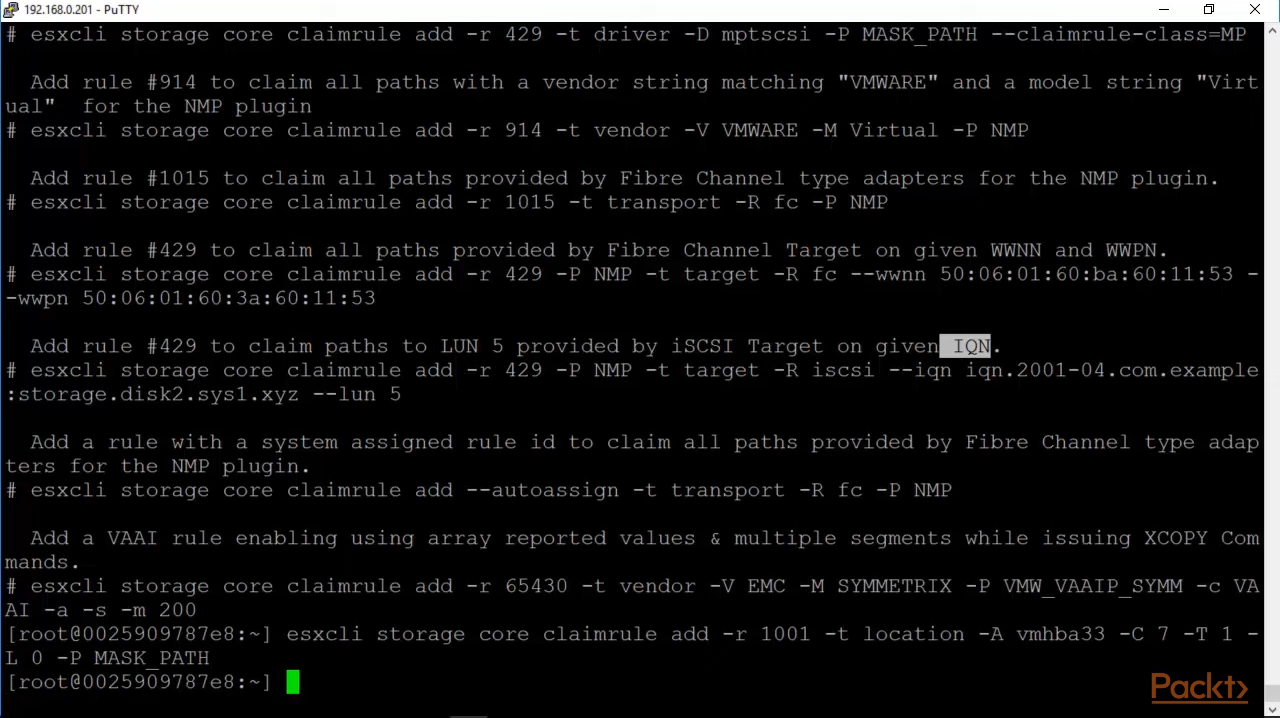 192.168.0.201 - PuTTY
# esxcli storage core claimrule add -r 429 -t driver -D mptscsi -P MASK_PATH --claimrule-class=MP
Add rule #914 to claim all paths with a vendor string matching "VMWARE" and a model string "Virt
ual"  for the NMP plugin
# esxcli storage core claimrule add -r 914 -t vendor -V VMWARE -M Virtual -P NMP
Add rule #1015 to claim all paths provided by Fibre Channel type adapters for the NMP plugin.
# esxcli storage core claimrule add -r 1015 -t transport -R fc -P NMP
Add rule #429 to claim all paths provided by Fibre Channel Target on given WWNN and WWPN.
# esxcli storage core claimrule add -r 429 -P NMP -t target -R fc --wwnn 50:06:01:60:ba:60:11:53 -
-wwpn 50:06:01:60:3a:60:11:53
Add rule #429 to claim paths to LUN 5 provided by iSCSI Target on given IQN.
# esxcli storage core claimrule add -r 429 -P NMP -t target -R iscsi --iqn iqn.2001-04.com.example
:storage.disk2.sys1.xyz --lun 5
Add a rule with a system assigned rule id to claim all paths provided by Fibre Channel type adap
ters for the NMP plugin.
# esxcli storage core claimrule add --autoassign -t transport -R fc -P NMP
Add a VAAI rule enabling using array reported values & multiple segments while issuing XCOPY Com
mands.
# esxcli storage core claimrule add -r 65430 -t vendor -V EMC -M SYMMETRIX -P VMW_VAAIP_SYMM -c VA
AI -a -s -m 200
[root@0025909787e8:~] esxcli storage core claimrule add -r 1001 -t location -A vmhba33 -C 7 -T 1 -
L 0 -P MASK_PATH
[root@0025909787e8:~]
Packt>